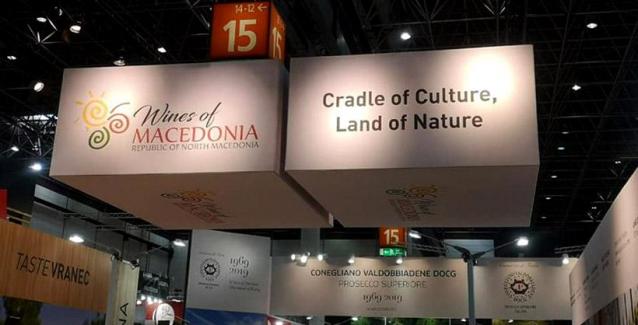 14-12 ←
15
Wines of
MACEDONIA
REPUBLIC OF NORTH MACEDONIA
Cradle of Culture,
Land of Nature
15
TASTE VRANEC
1969
2019
CONEGLIANO VALDOBBIADENE DOCG
PROSECCO SUPERIORE
1969 2019